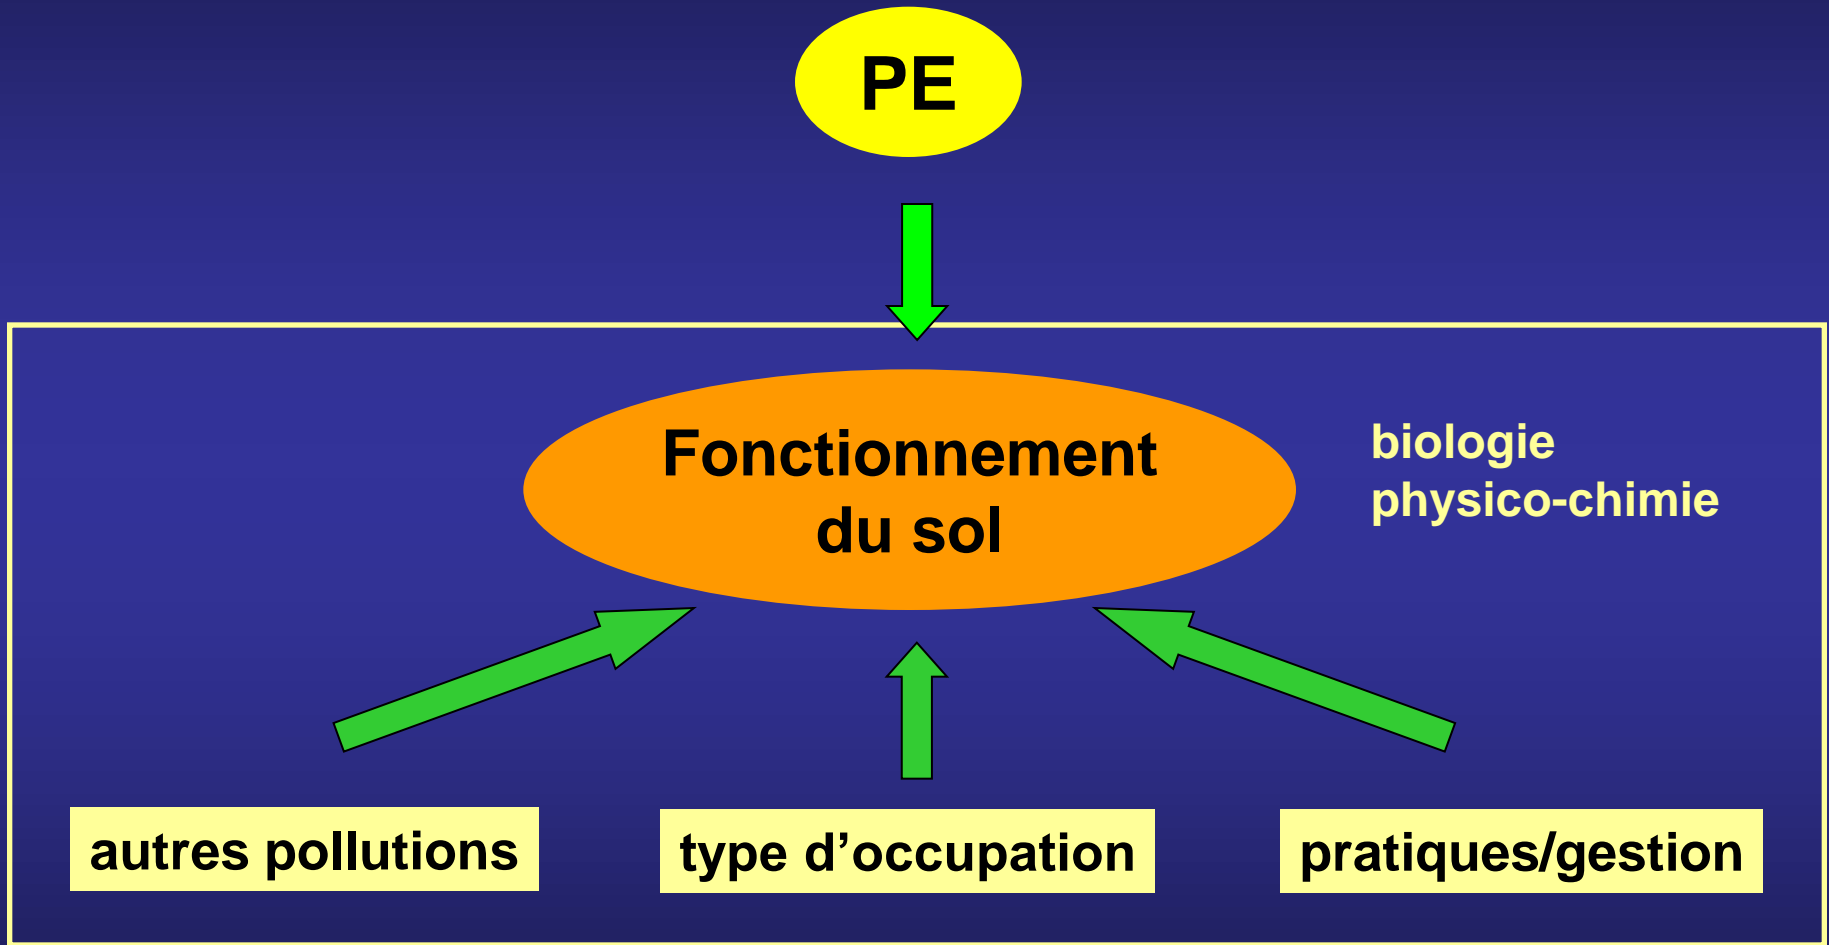 PE
Fonctionnement
du sol
biologie
physico-chimie
autres pollutions
type d’occupation
pratiques/gestion